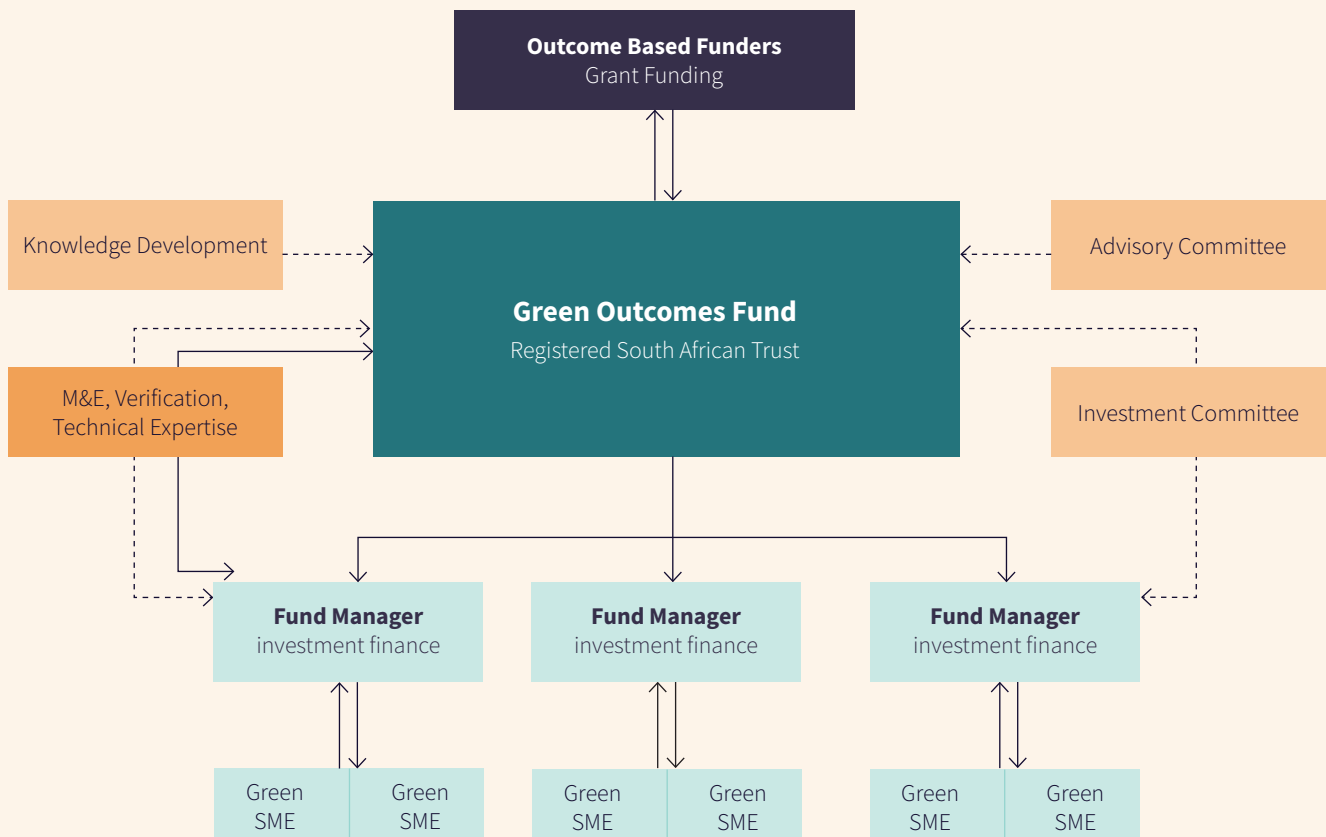 Outcome Based Funders
Grant Funding
Knowledge Development
Advisory Committee
Green Outcomes Fund
Registered South African Trust
M&E, Verification,
Technical Expertise
Investment Committee
Fund Manager
investment finance
Fund Manager
investment finance
Fund Manager
investment finance
Green
SME
Green
SME
Green
SME
Green
SME
Green
SME
Green
SME